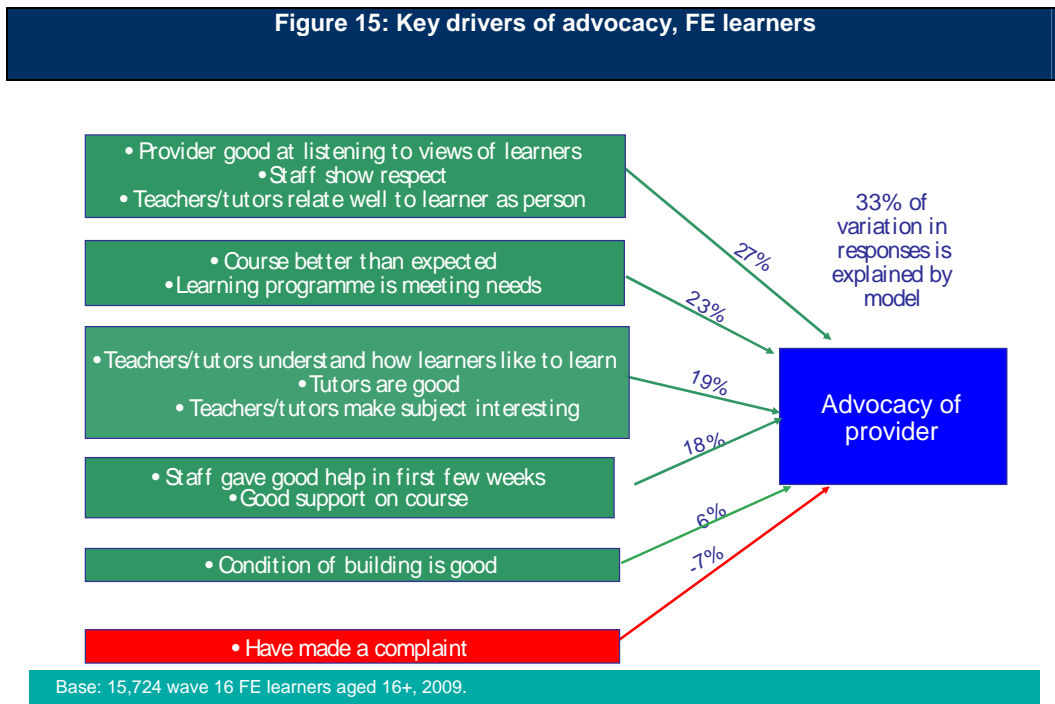 Figure 15: Key drivers of advocacy, FE learners
• Provider good at listening to views of learners
• Staff show respect
• Teachers/tutors relate well to learner as person
27%
33% of
variation in
responses is
explained by
model
• Course better than expected
• Learning programme is meeting needs
23%
• Teachers/tutors understand how learners like to learn
• Tutors are good
• Teachers/tutors make subject interesting
19%
Advocacy of
provider
• Staff gave good help in first few weeks
• Good support on course
18%
• Condition of building is good
6%
• Have made a complaint
-7%
Base: 15,724 wave 16 FE learners aged 16+, 2009.